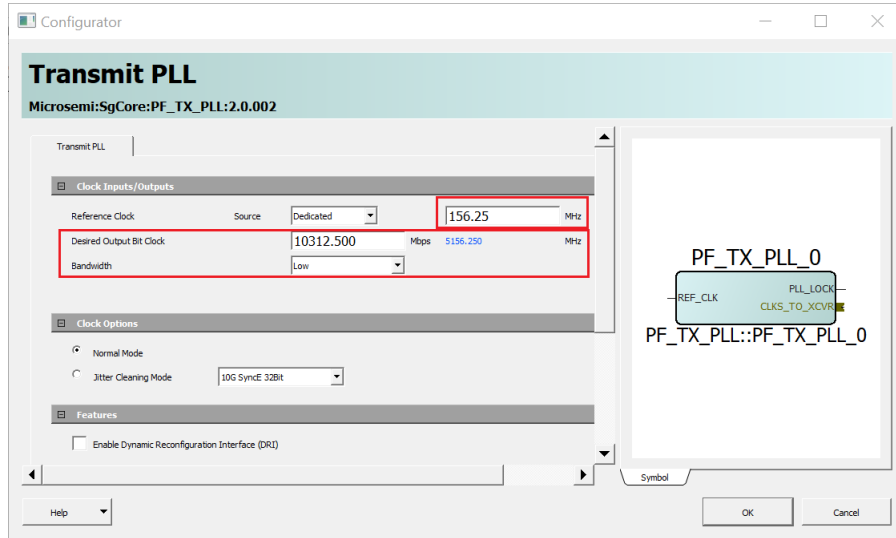 Configurator
Transmit PLL
Microsemi:SgCore:PF_TX_PLL:2.0.002
Transmit PLL
Clock Inputs/Outputs
Reference Clock Source Dedicated 156.25 MHz
Desired Output Bit Clock 10312.500 Mbps 5156.250 MHz
Bandwidth Low
Clock Options
Normal Mode
Jitter Cleaning Mode 10G SyncE 32Bit
Features
Enable Dynamic Reconfiguration Interface (DRI)
PF_TX_PLL_0
REF_CLK PLL_LOCK
CLKS_TO_XCVR
PF_TX_PLL::PF_TX_PLL_0
Symbol
Help OK Cancel